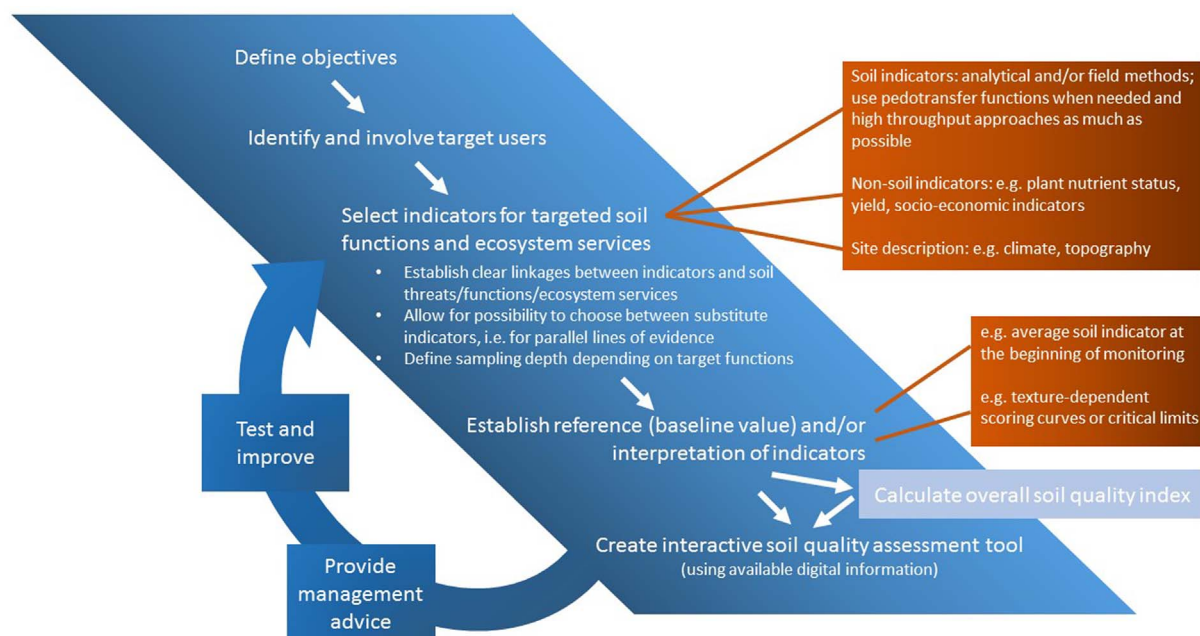 Define objectives
Identify and involve target users
Select indicators for targeted soil
functions and ecosystem services
• Establish clear linkages between indicators and soil
threats/functions/ecosystem services
• Allow for possibility to choose between substitute
indicators, i.e. for parallel lines of evidence
• Define sampling depth depending on target functions
Soil indicators: analytical and/or field methods;
use pedotransfer functions when needed and
high throughput approaches as much as
possible
Non-soil indicators: e.g. plant nutrient status,
yield, socio-economic indicators
Site description: e.g. climate, topography
Establish reference (baseline value) and/or
interpretation of indicators
e.g. average soil indicator at
the beginning of monitoring
e.g. texture-dependent
scoring curves or critical limits
Calculate overall soil quality index
Create interactive soil quality assessment tool
(using available digital information)
Provide
management
advice
Test and
improve